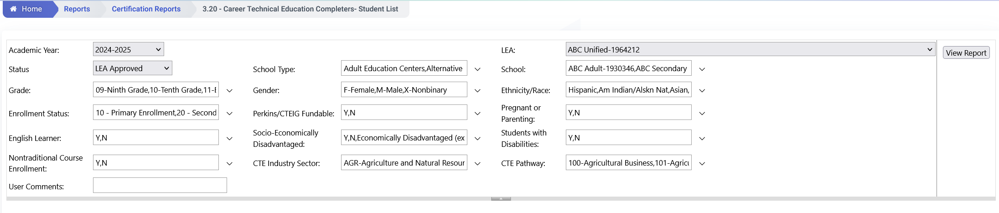 Home Reports Certification Reports 3.20 - Career Technical Education Completers- Student List
Academic Year: 2024-2025 LEA: ABC Unified-1964212 View Report
Status LEA Approved School Type: Adult Education Centers,Alternative School: ABC Adult-1930346,ABC Secondary
Grade: 09-Ninth Grade,10-Tenth Grade,11-E Gender: F-Female,M-Male,X-Nonbinary Ethnicity/Race: Hispanic,Am Indian/Alskn Nat,Asian,
Enrollment Status: 10 - Primary Enrollment,20 - Second Perkins/CTEIG Fundable: Y,N Pregnant or
Parenting: Y,N
English Learner: Y,N Socio-Economically
Disadvantaged: Y,N,Economically Disadvantaged (ex Students with
Disabilities: Y,N
Nontraditional Course
Enrollment: Y,N CTE Industry Sector: AGR-Agriculture and Natural Resour CTE Pathway: 100-Agricultural Business,101-Agricu
User Comments: